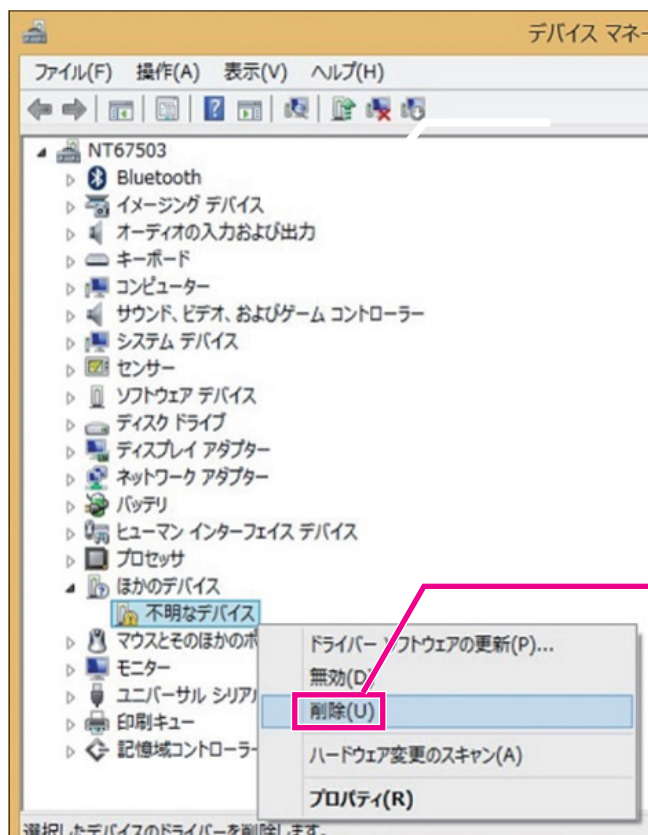 デバイス マネー
ファイル(F) 操作(A) 表示(V) ヘルプ(H)
NT67503
Bluetooth
イメージング デバイス
オーディオの入力および出力
キーボード
コンピューター
サウンド、ビデオ、およびゲーム コントローラー
システム デバイス
センサー
ソフトウェア デバイス
ディスク ドライブ
ディスプレイ アダプター
ネットワーク アダプター
バッテリ
ヒューマン インターフェイス デバイス
プロセッサ
ほかのデバイス
不明なデバイス
マウスとそのほかのポ
モニター
ユニバーサル シリアル
印刷キュー
記憶域コントローラー
ドライバー ソフトウェアの更新(P)...
無効(D)
削除(U)
ハードウェア変更のスキャン(A)
プロパティ(R)
選択したデバイスのドライバーを削除します。